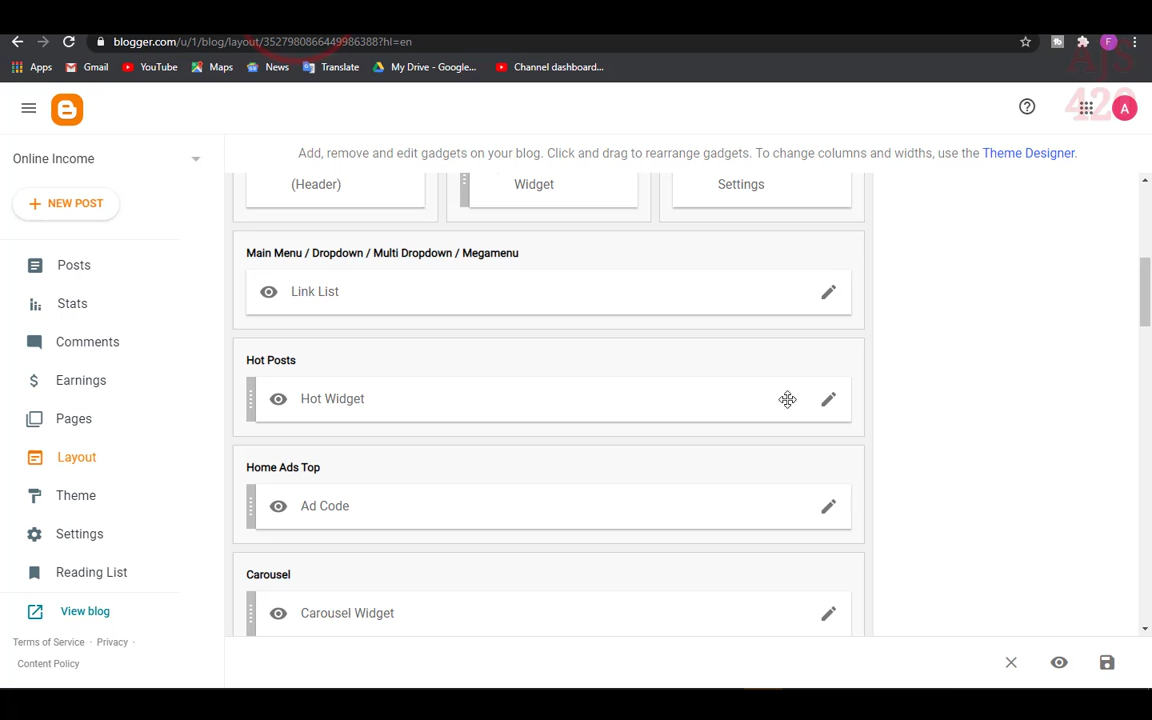 blogger.com/u/1/blog/layout/3527980866449986388?hl=en
Apps Gmail YouTube Maps News Translate My Drive - Google... Channel dashboard...
F
Ajs
420
A
Online Income
NEW POST
Posts
Stats
Comments
Earnings
Pages
Layout
Theme
Settings
Reading List
View blog
Terms of Service · Privacy ·
Content Policy
Add, remove and edit gadgets on your blog. Click and drag to rearrange gadgets. To change columns and widths, use the Theme Designer.
(Header) Widget Settings
Main Menu / Dropdown / Multi Dropdown / Megamenu
Link List
Hot Posts
Hot Widget
Home Ads Top
Ad Code
Carousel
Carousel Widget